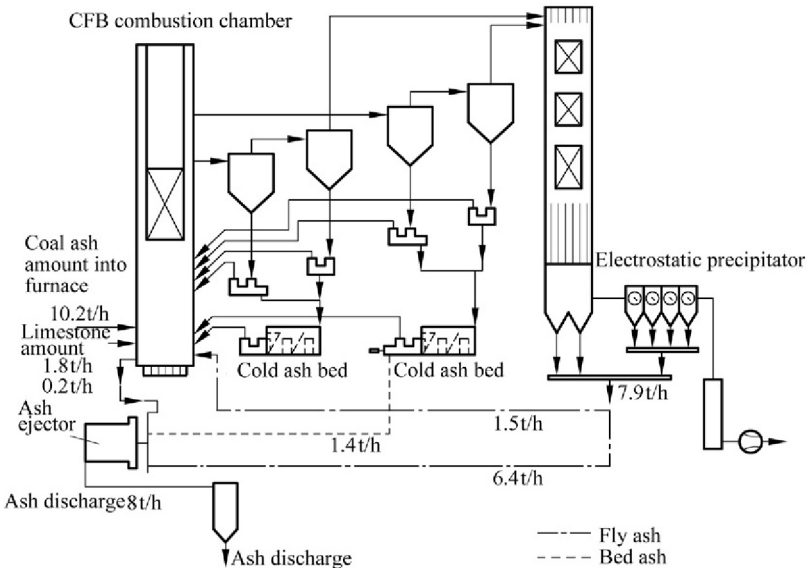 CFB combustion chamber
Coal ash
amount into
furnace
10.2t/h
Limestone
amount
1.8t/h
0.2t/h
Ash
ejector
Ash discharge8t/h
Ash discharge
Cold ash bed
Cold ash bed
Electrostatic precipitator
7.9t/h
1.5t/h
1.4t/h
6.4t/h
Fly ash
Bed ash